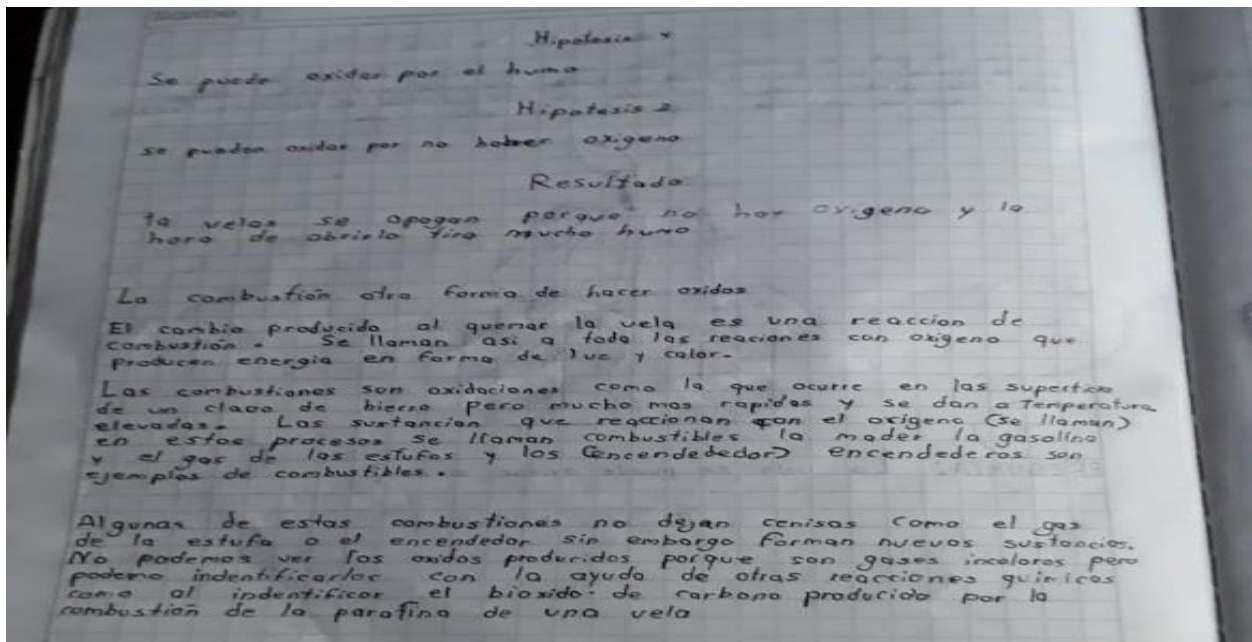 Hipotesis
Se puede oxidar por el humo
Hipotesis 2
se pueden oxidar por no haber oxigeno
Resultado
la velas se apagan porque no hay oxigeno y la
hora de abrirlo tira mucho humo
La combustión otra forma de hacer oxidos
El cambio producido al quemar la vela es una reaccion de
combustión. Se llaman asi a toda las reaciones con oxigeno que
producen energia en forma de luz y calor.
Las combustiones son oxidaciones como la que ocurre en las superficie
de un clavo de hierro pero mucho mas rapidas y se dan a Temperatura
elevadas. Las sustancian que reaccionan con el oxigeno (se llaman)
en estos procesos se llaman combustibles la mader la gasolina
y el gas de las estufas y los (encendededor) encendederos son
ejemplos de combustibles.
Algunas de estas combustiones no dejan cenisas como el gas
de la estufa o el encendedor sin embargo forman nuevos sustancias.
No podemos ver los oxidos producidos porque son gases incoloros pero
podemo indentificarlos con la ayuda de otras reacciones quimicas
como al indentificar el bioxido de carbono producido por la
combustion de la parafina de una vela